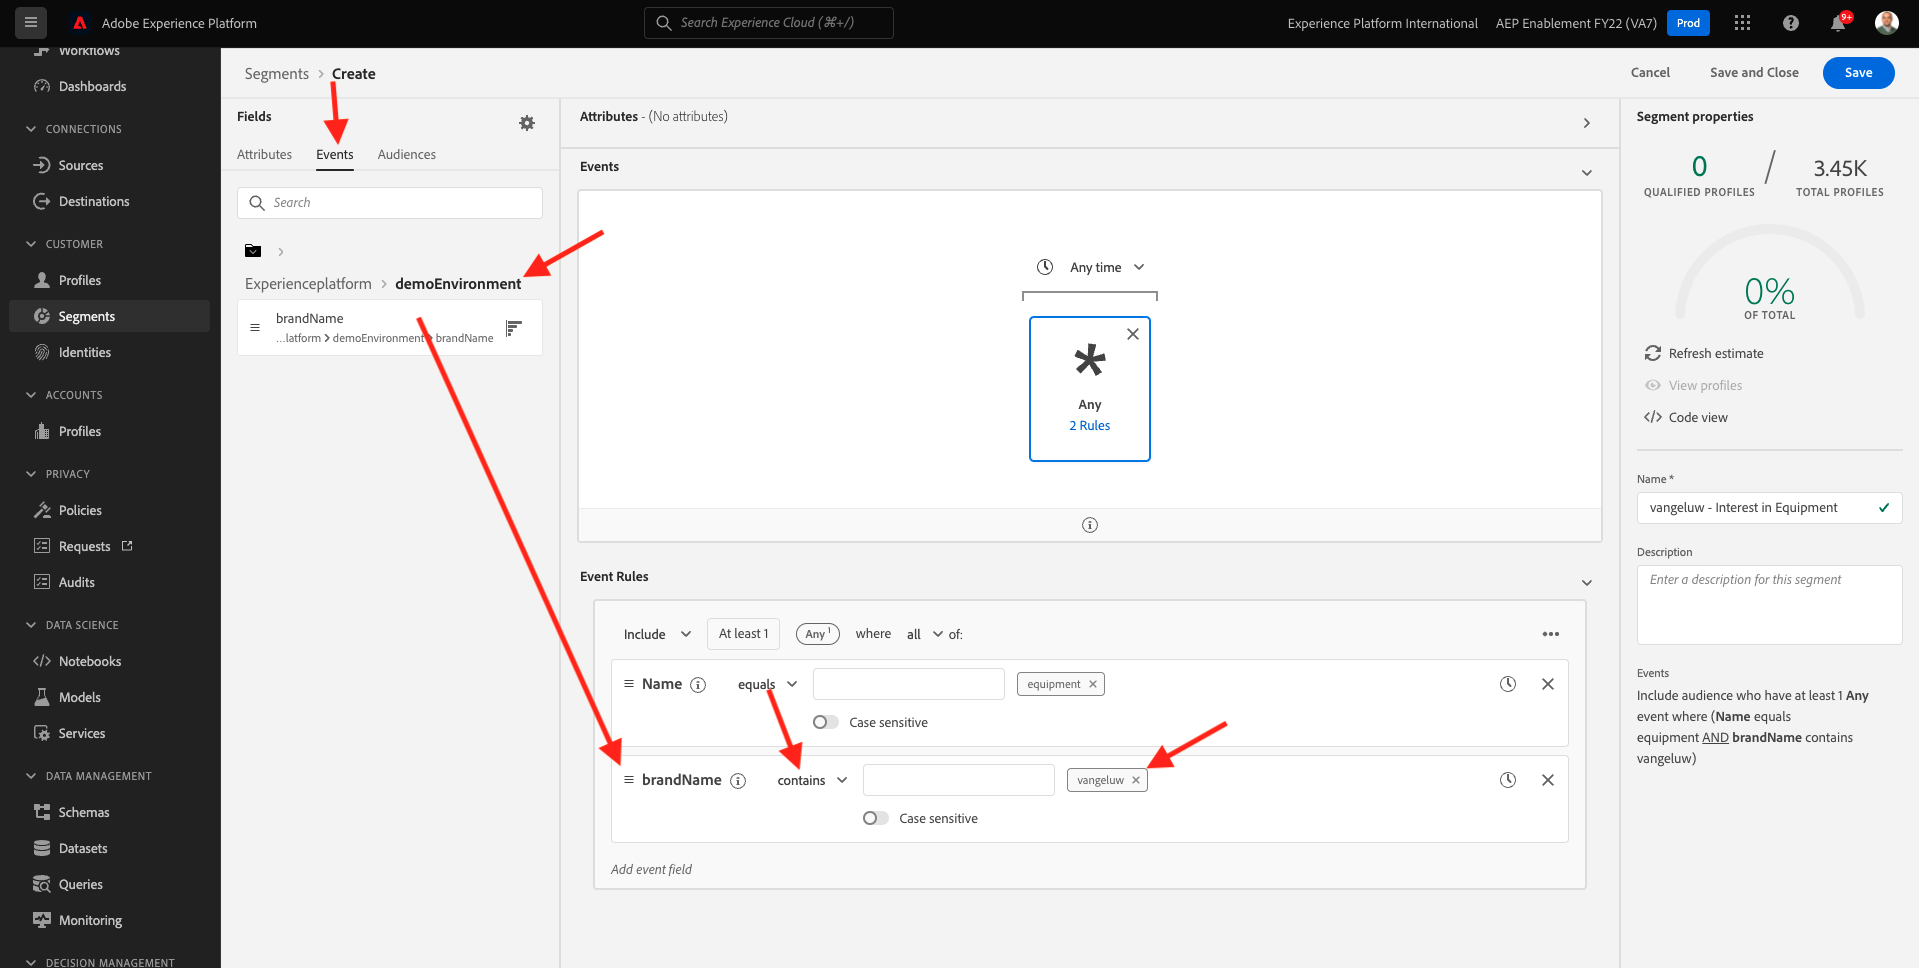 Adobe Experience Platform
Search Experience Cloud (⌘+/)
Experience Platform International
AEP Enablement FY22 (VA7)
Prod
9+
Workflows
Dashboards
CONNECTIONS
Sources
Destinations
CUSTOMER
Profiles
Segments
Identities
ACCOUNTS
Profiles
PRIVACY
Policies
Requests
Audits
DATA SCIENCE
Notebooks
Models
Services
DATA MANAGEMENT
Schemas
Datasets
Queries
Monitoring
DECISION MANAGEMENT
Segments > Create
Cancel
Save and Close
Save
Fields
Attributes Events Audiences
Search
>
Experienceplatform > demoEnvironment
brandName
...latform > demoEnvironment > brandName
Attributes - (No attributes)
Events
Any time
Any
2 Rules
Event Rules
Include At least 1 Any 1 where all of:
Name equals equipment
Case sensitive
brandName contains vangeluw
Case sensitive
Add event field
Segment properties
0 / 3.45K
QUALIFIED PROFILES TOTAL PROFILES
0%
OF TOTAL
Refresh estimate
View profiles
</> Code view
Name *
vangeluw - Interest in Equipment
Description
Enter a description for this segment
Events
Include audience who have at least 1 Any
event where (Name equals
equipment AND brandName contains
vangeluw)